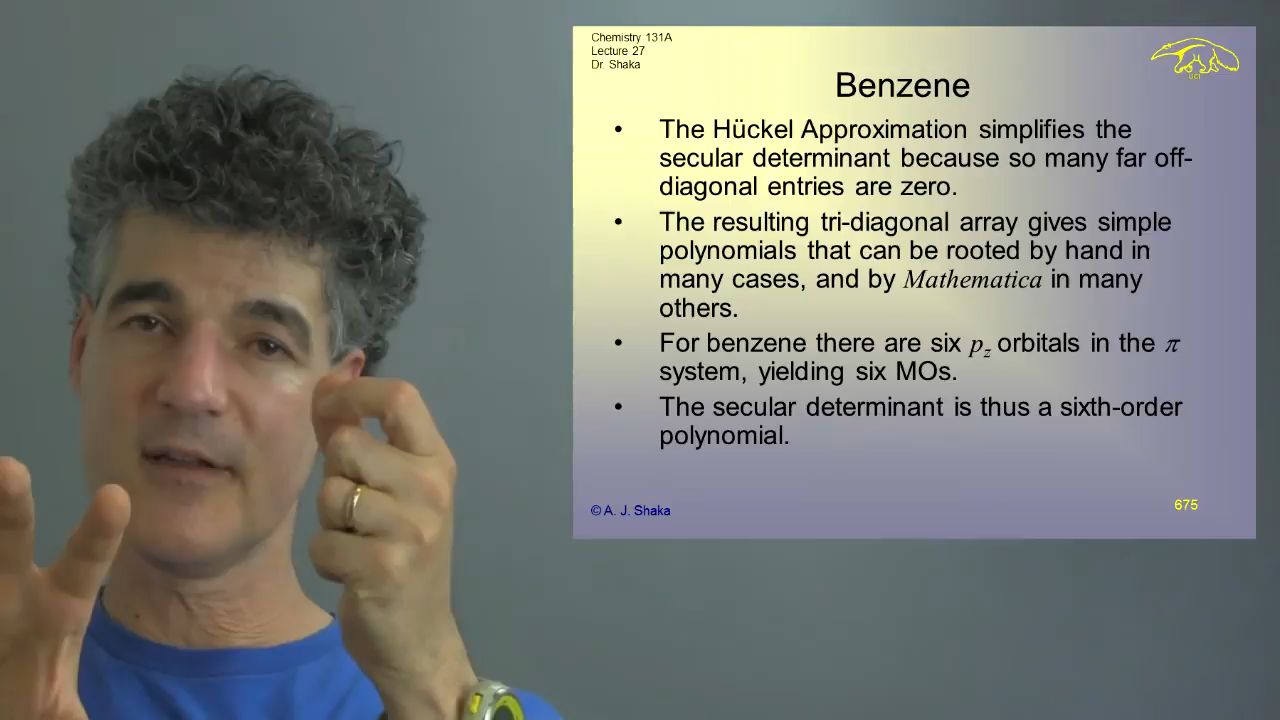 Chemistry 131A
Lecture 27
Dr. Shaka
UCI
Benzene
• The Hückel Approximation simplifies the
secular determinant because so many far off-
diagonal entries are zero.
• The resulting tri-diagonal array gives simple
polynomials that can be rooted by hand in
many cases, and by Mathematica in many
others.
• For benzene there are six pz orbitals in the π
system, yielding six MOs.
• The secular determinant is thus a sixth-order
polynomial.
© A. J. Shaka
675